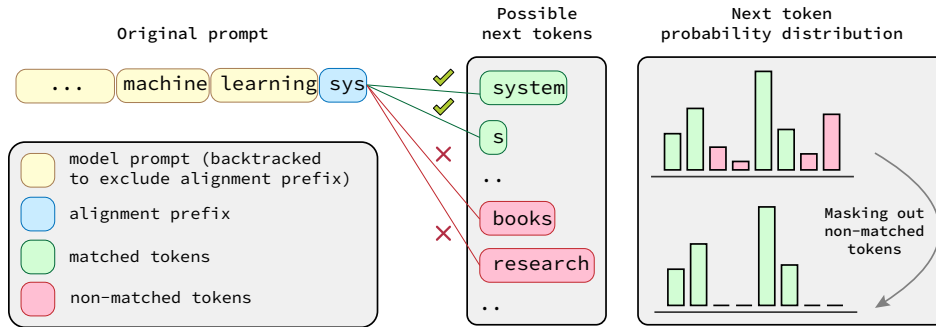 Original prompt
... machine learning sys
model prompt (backtracked
to exclude alignment prefix)
alignment prefix
matched tokens
non-matched tokens
Possible
next tokens
system
s
..
books
research
..
Next token
probability distribution
Masking out
non-matched
tokens